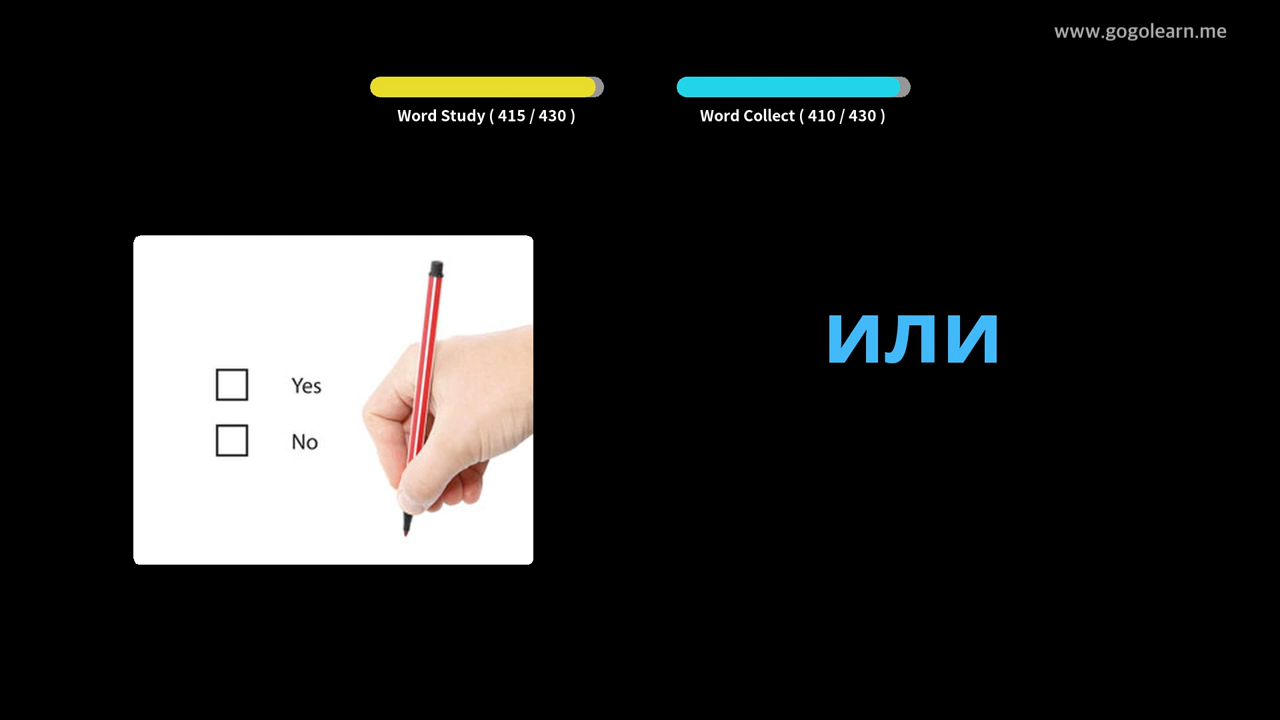 www.gogolearn.me
Word Study ( 415 / 430 )
Word Collect ( 410 / 430 )
или
Yes
No